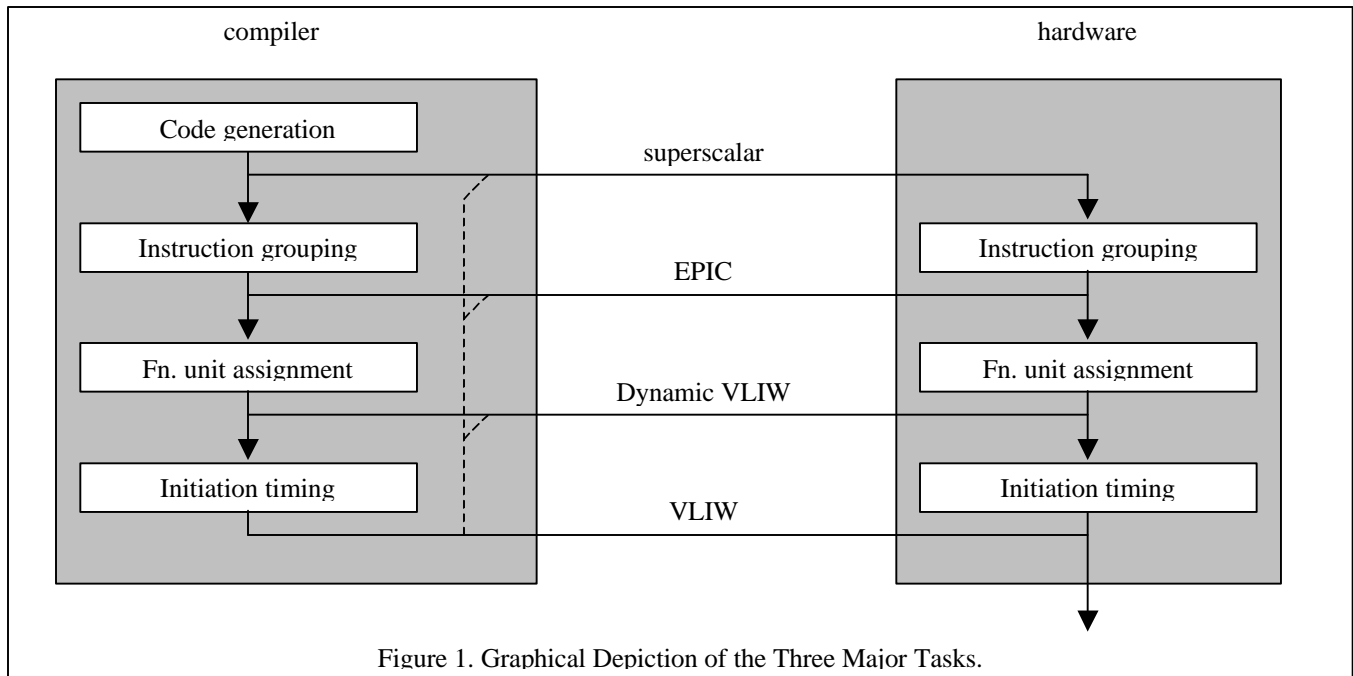 compiler
hardware
Code generation
superscalar
Instruction grouping
Instruction grouping
EPIC
Fn. unit assignment
Fn. unit assignment
Dynamic VLIW
Initiation timing
Initiation timing
VLIW
Figure 1. Graphical Depiction of the Three Major Tasks.